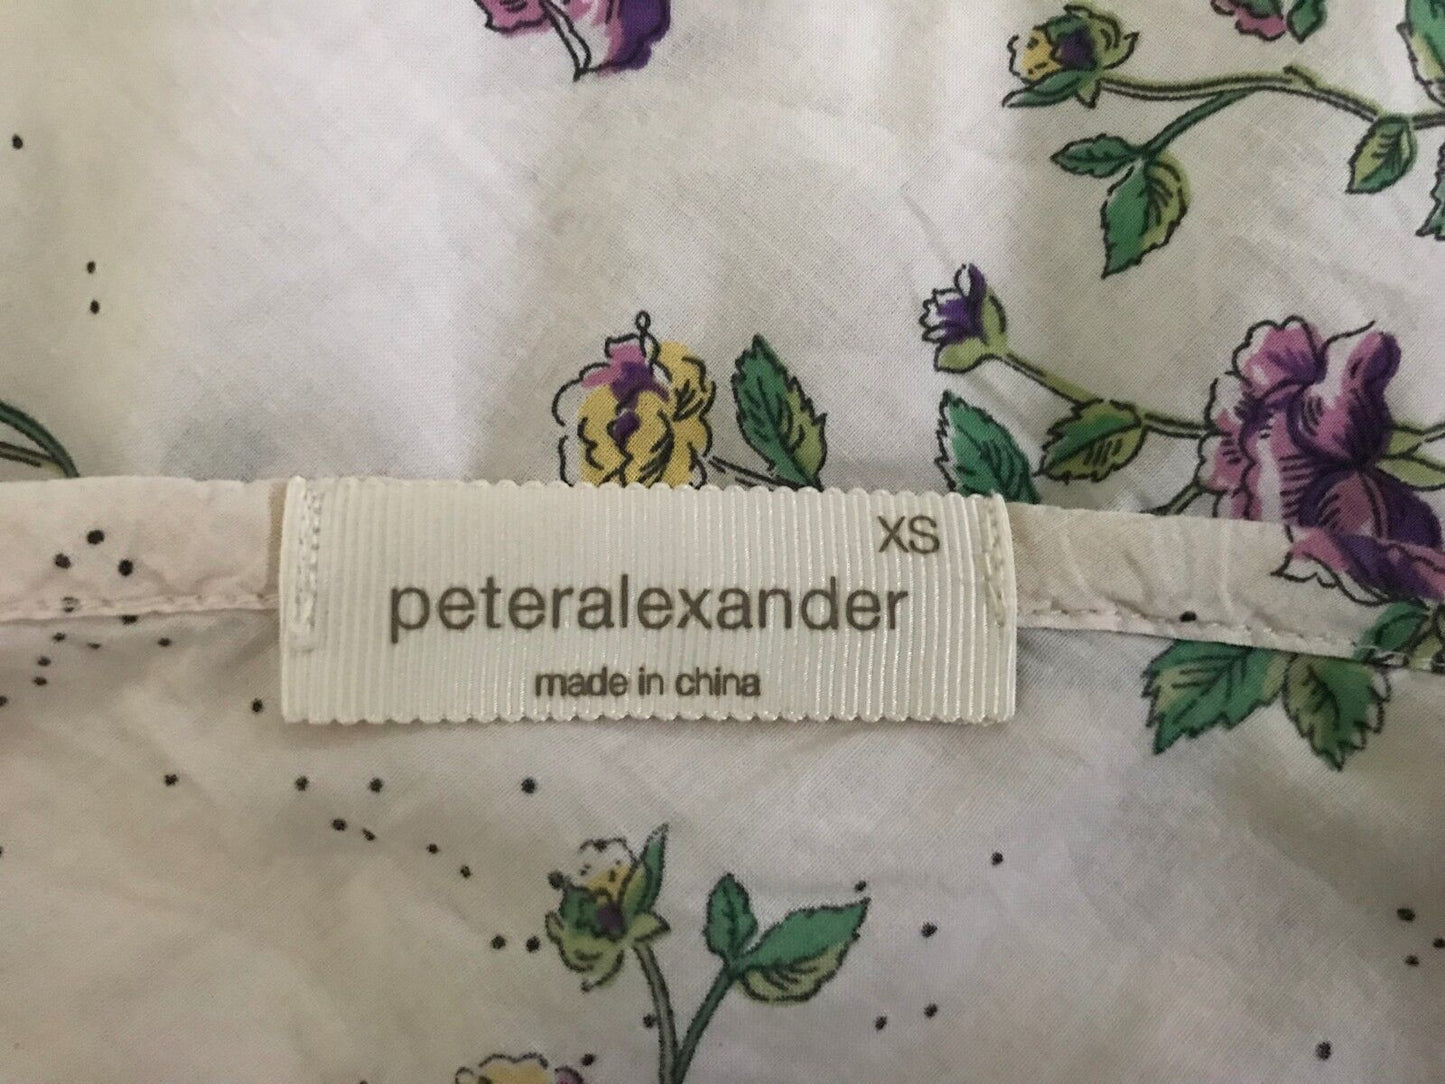 XS
peteralexander
made in china